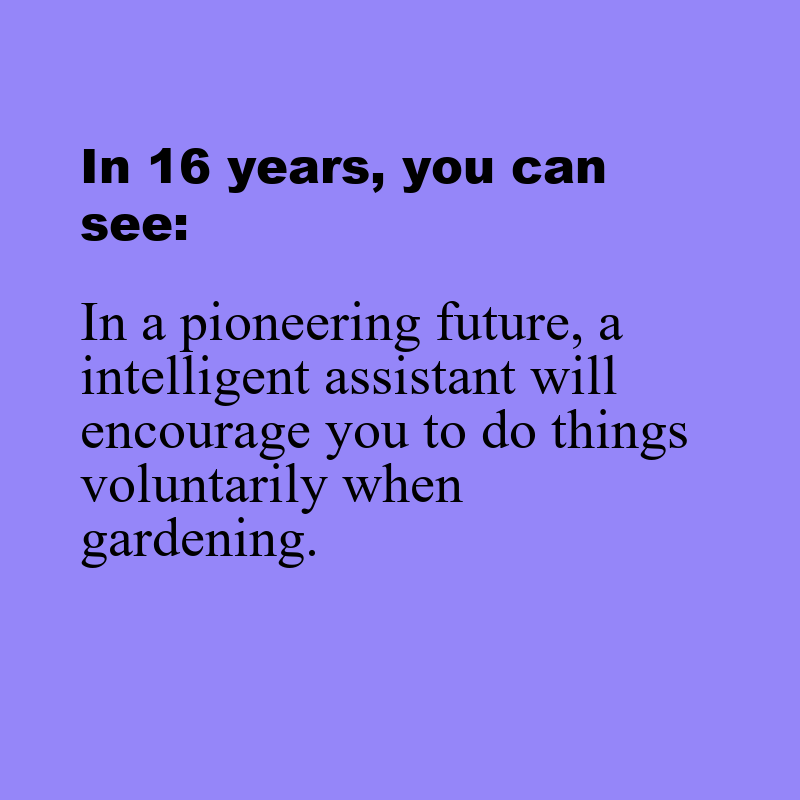 In 16 years, you can
see:
In a pioneering future, a
intelligent assistant will
encourage you to do things
voluntarily when
gardening.